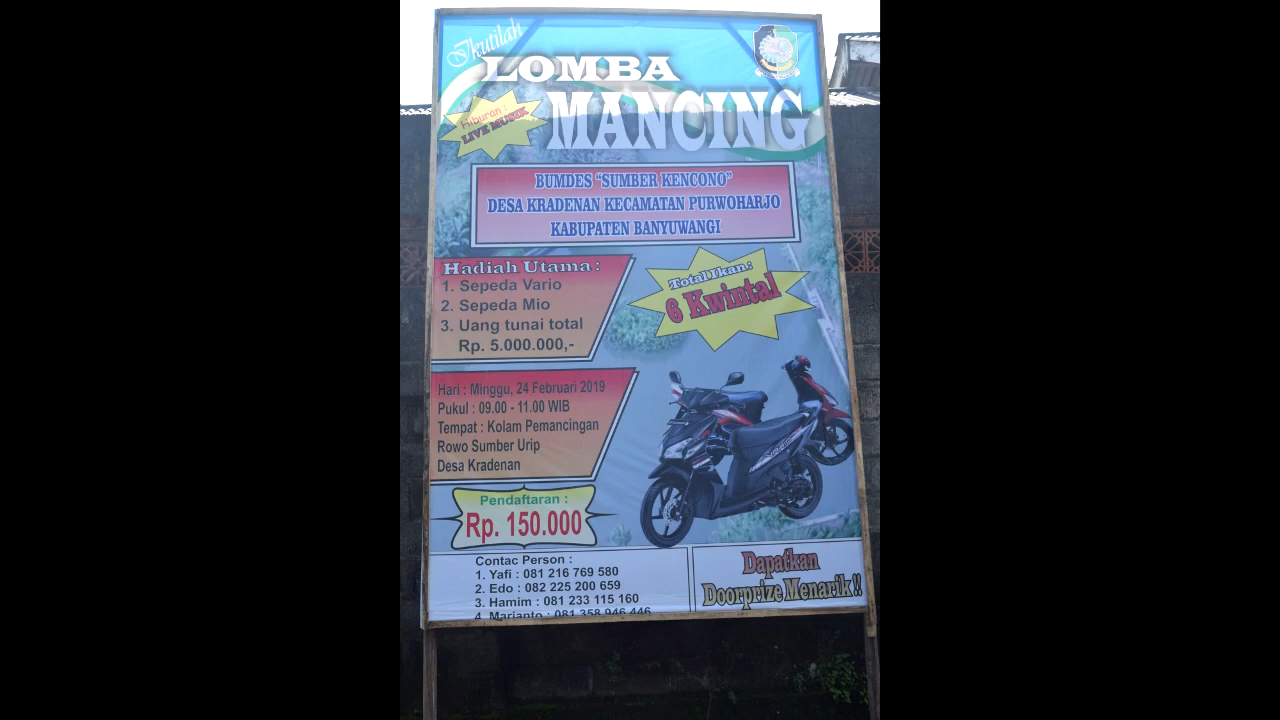 Ikutilah
LOMBA
MANCING
Hiburan :
LIVE MUSIK
BUMDES “SUMBER KENCONO”
DESA KRADENAN KECAMATAN PURWOHARJO
KABUPATEN BANYUWANGI
Hadiah Utama :
1. Sepeda Vario
2. Sepeda Mio
3. Uang tunai total
Rp. 5.000.000,-
Total Ikan :
6 Kwintal
Hari : Minggu, 24 Februari 2019
Pukul : 09.00 - 11.00 WIB
Tempat : Kolam Pemancingan
Rowo Sumber Urip
Desa Kradenan
Pendaftaran :
Rp. 150.000
Contac Person :
1. Yafi : 081 216 769 580
2. Edo : 082 225 200 659
3. Hamim : 081 233 115 160
4. Marianto : 081 358 946 446
Dapatkan
Doorprize Menarik !!